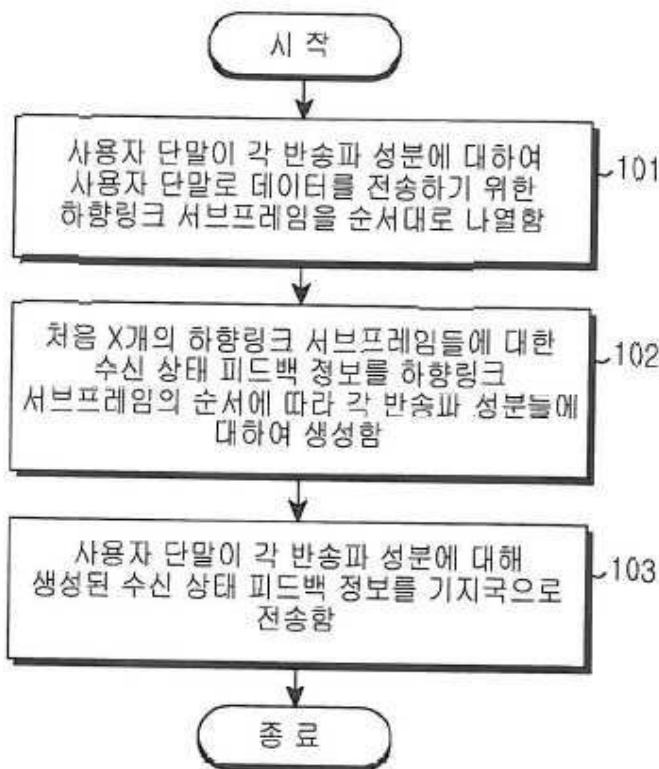 시 작
사용자 단말이 각 반송파 성분에 대하여
사용자 단말로 데이터를 전송하기 위한
하향링크 서브프레임을 순서대로 나열함
101
처음 X개의 하향링크 서브프레임들에 대한
수신 상태 피드백 정보를 하향링크
서브프레임의 순서에 따라 각 반송파 성분들에
대하여 생성함
102
사용자 단말이 각 반송파 성분에 대해
생성된 수신 상태 피드백 정보를 기지국으로
전송함
103
종 료